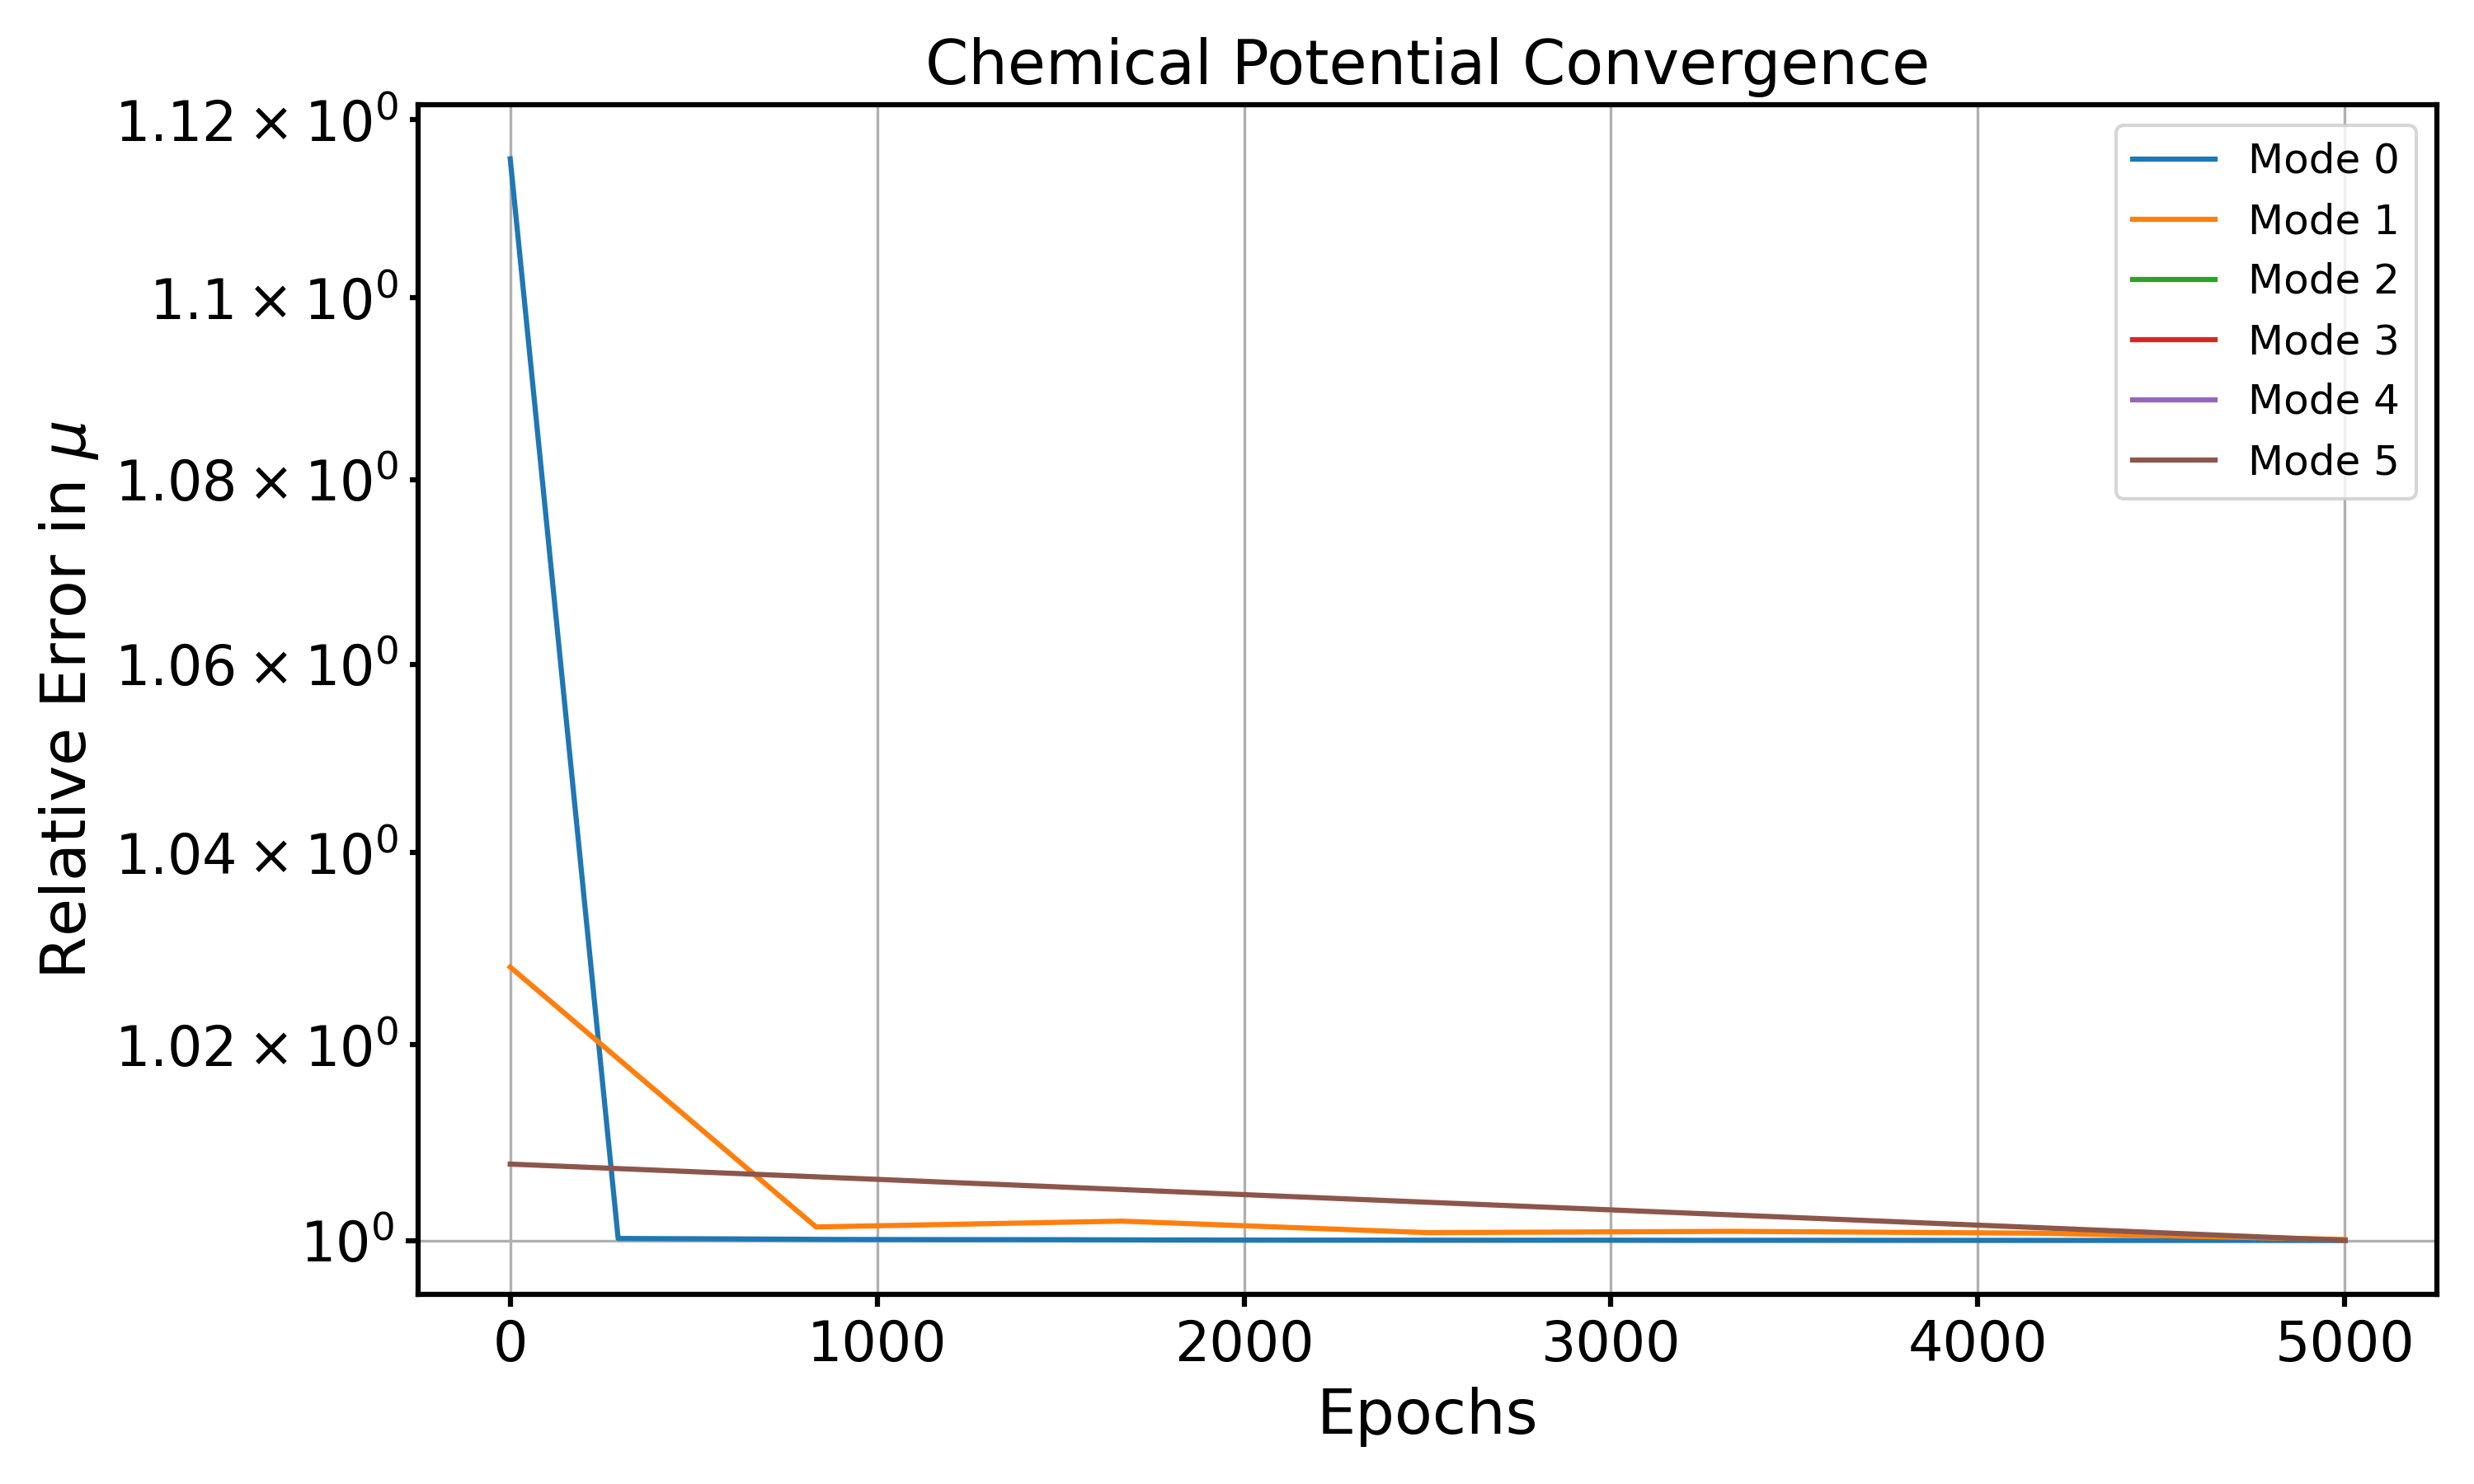 Chemical Potential Convergence
1.12 × 10⁰
1.1 × 10⁰
1.08 × 10⁰
1.06 × 10⁰
1.04 × 10⁰
1.02 × 10⁰
10⁰
Relative Error in μ
Mode 0
Mode 1
Mode 2
Mode 3
Mode 4
Mode 5
0 1000 2000 3000 4000 5000
Epochs